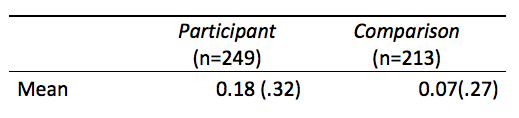 Participant Comparison
(n=249) (n=213)
Mean 0.18 (.32) 0.07(.27)